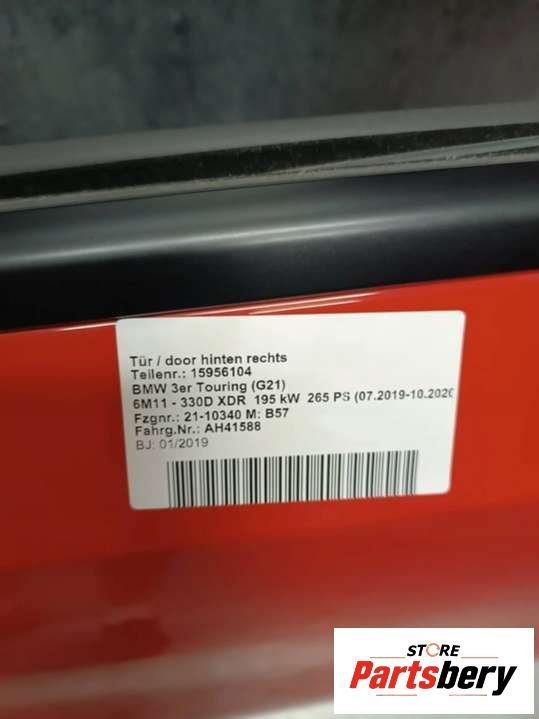 Tür / door hinten rechts
Teilenr.: 15956104
BMW 3er Touring (G21)
6M11 - 330D XDR 195 kW 265 PS (07.2019-10.2020
Fzgnr.: 21-10340 M: B57
Fahrg.Nr.: AH41588
BJ: 01/2019
STORE
Partsbery